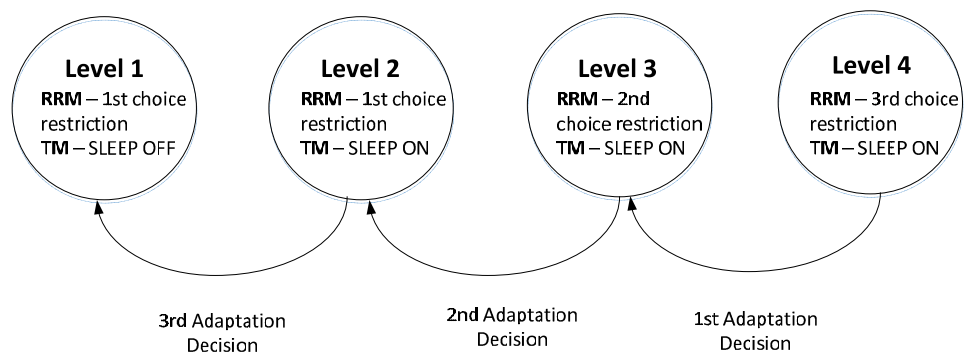 Level 1
RRM – 1st choice
restriction
TM – SLEEP OFF
Level 2
RRM – 1st choice
restriction
TM – SLEEP ON
Level 3
RRM – 2nd
choice restriction
TM – SLEEP ON
Level 4
RRM – 3rd choice
restriction
TM – SLEEP ON
3rd Adaptation
Decision
2nd Adaptation
Decision
1st Adaptation
Decision